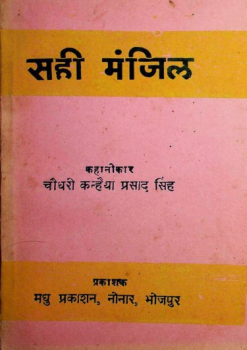 सही मंजिल
कहानीकार
चौधरी कन्हैया प्रसाद सिंह
प्रकाशक
मधु प्रकाशन, नोनार, भोजपुर